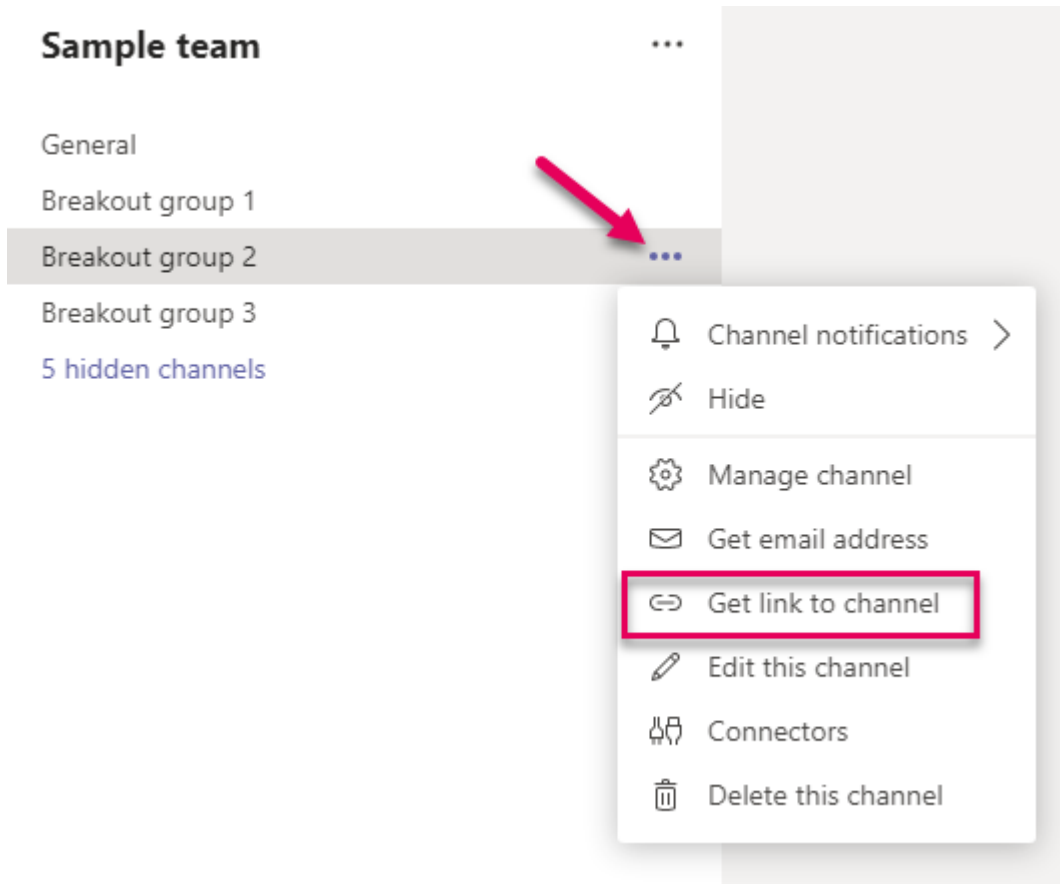 Sample team
General
Breakout group 1
Breakout group 2
Breakout group 3
5 hidden channels
Channel notifications
Hide
Manage channel
Get email address
Get link to channel
Edit this channel
Connectors
Delete this channel